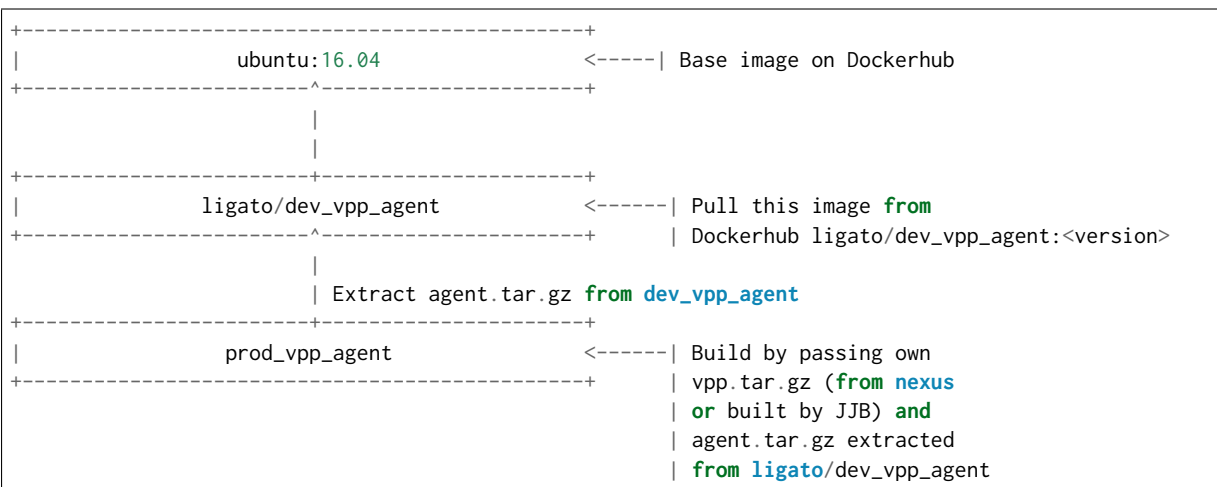 +-----------------------------------------------+
|                  ubuntu:16.04                 <-----| Base image on Dockerhub
+------------------------^----------------------+
                         |
                         |
+------------------------+----------------------+
|               ligato/dev_vpp_agent            <------| Pull this image from
+------------------------^----------------------+      | Dockerhub ligato/dev_vpp_agent:<version>
                         |
                         | Extract agent.tar.gz from dev_vpp_agent
+------------------------+----------------------+
|                 prod_vpp_agent                <------| Build by passing own
+-----------------------------------------------+      | vpp.tar.gz (from nexus
                                                       | or built by JJB) and
                                                       | agent.tar.gz extracted
                                                       | from ligato/dev_vpp_agent